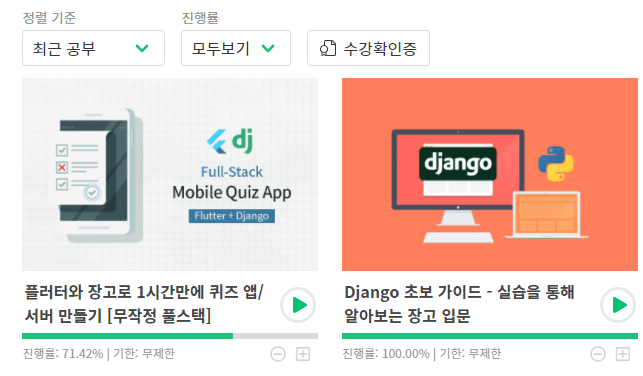 정렬 기준
진행률
최근 공부
모두보기
수강확인증
dj
Full-Stack
Mobile Quiz App
Flutter + Django
django
플러터와 장고로 1시간만에 퀴즈 앱/
서버 만들기 [무작정 풀스택]
진행률: 71.42% | 기한: 무제한
Django 초보 가이드 - 실습을 통해
알아보는 장고 입문
진행률: 100.00% | 기한: 무제한